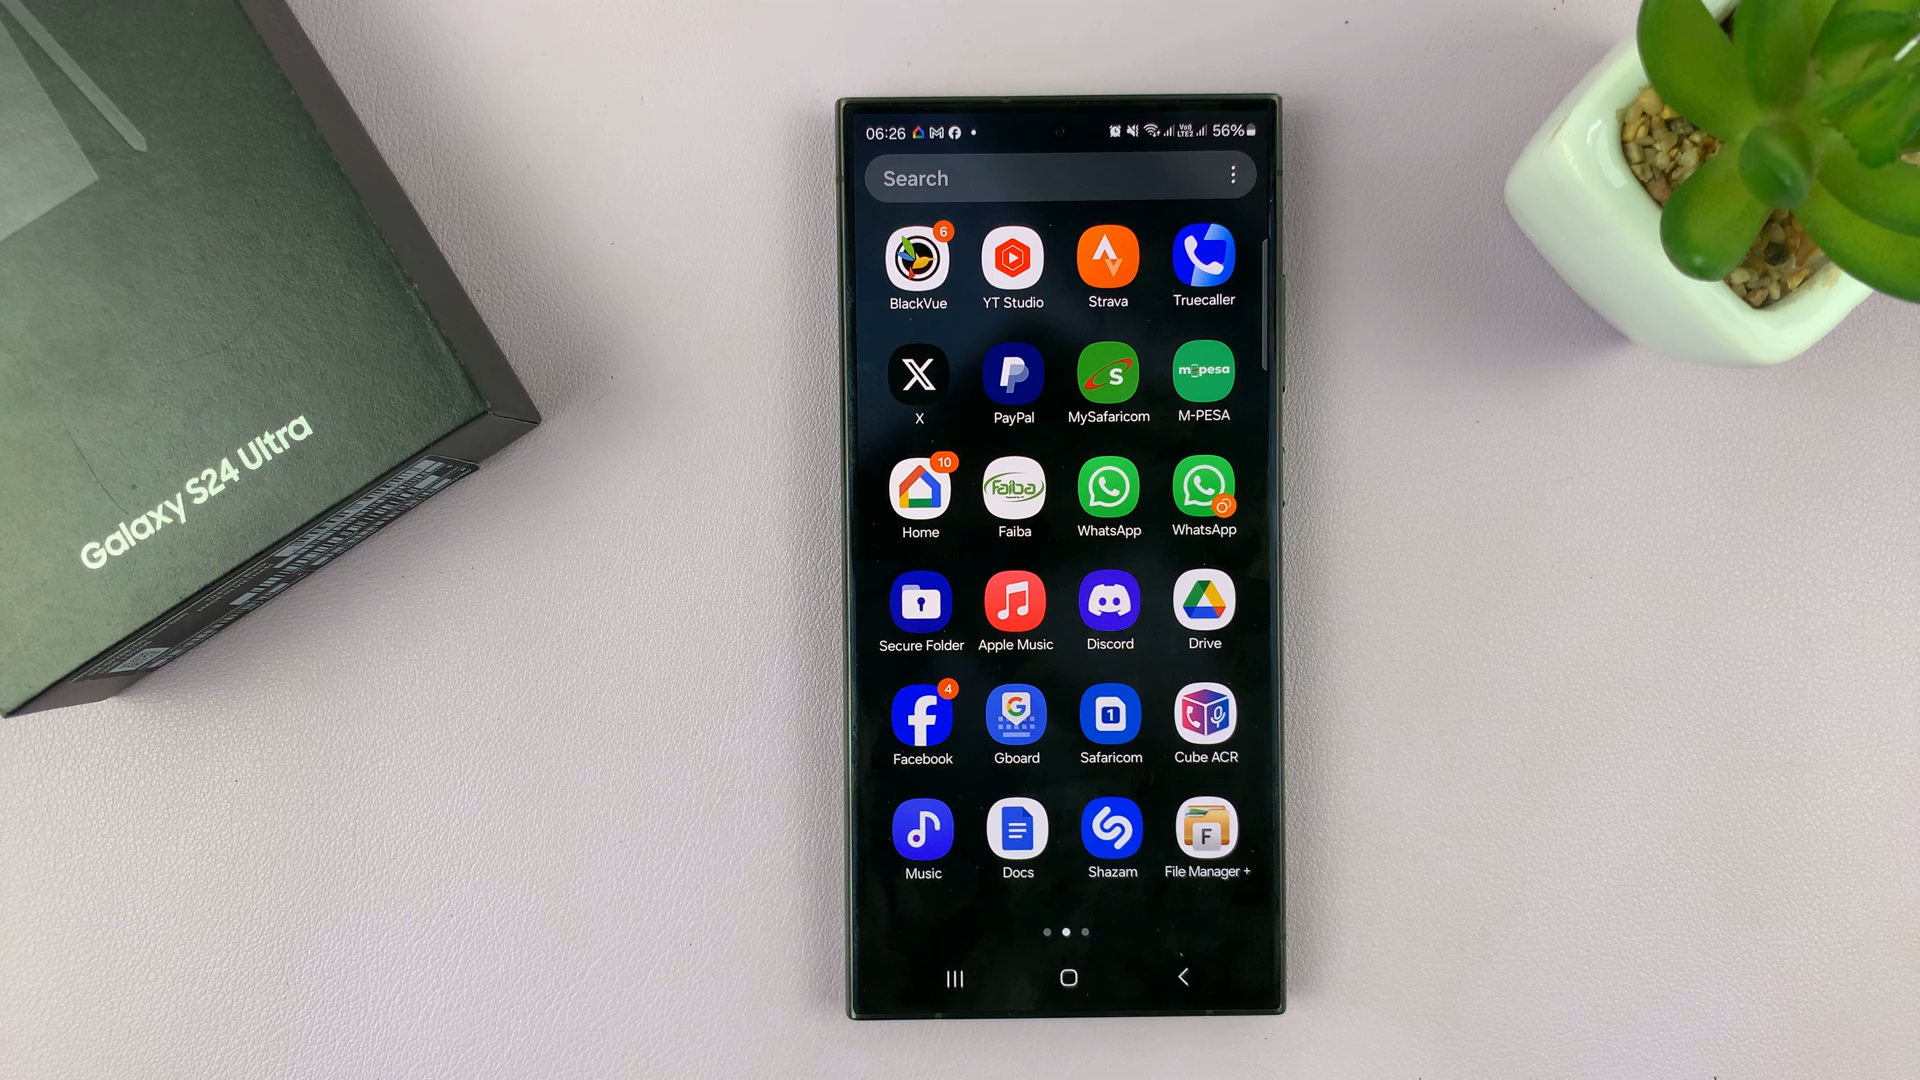 Galaxy S24 Ultra
06:26 56%
Search
6
BlackVue YT Studio Strava Truecaller
m-pesa
X PayPal MySafaricom M-PESA
10
Faiba
Home Faiba WhatsApp WhatsApp
Secure Folder Apple Music Discord Drive
4
1
Facebook Gboard Safaricom Cube ACR
F
Music Docs Shazam File Manager +